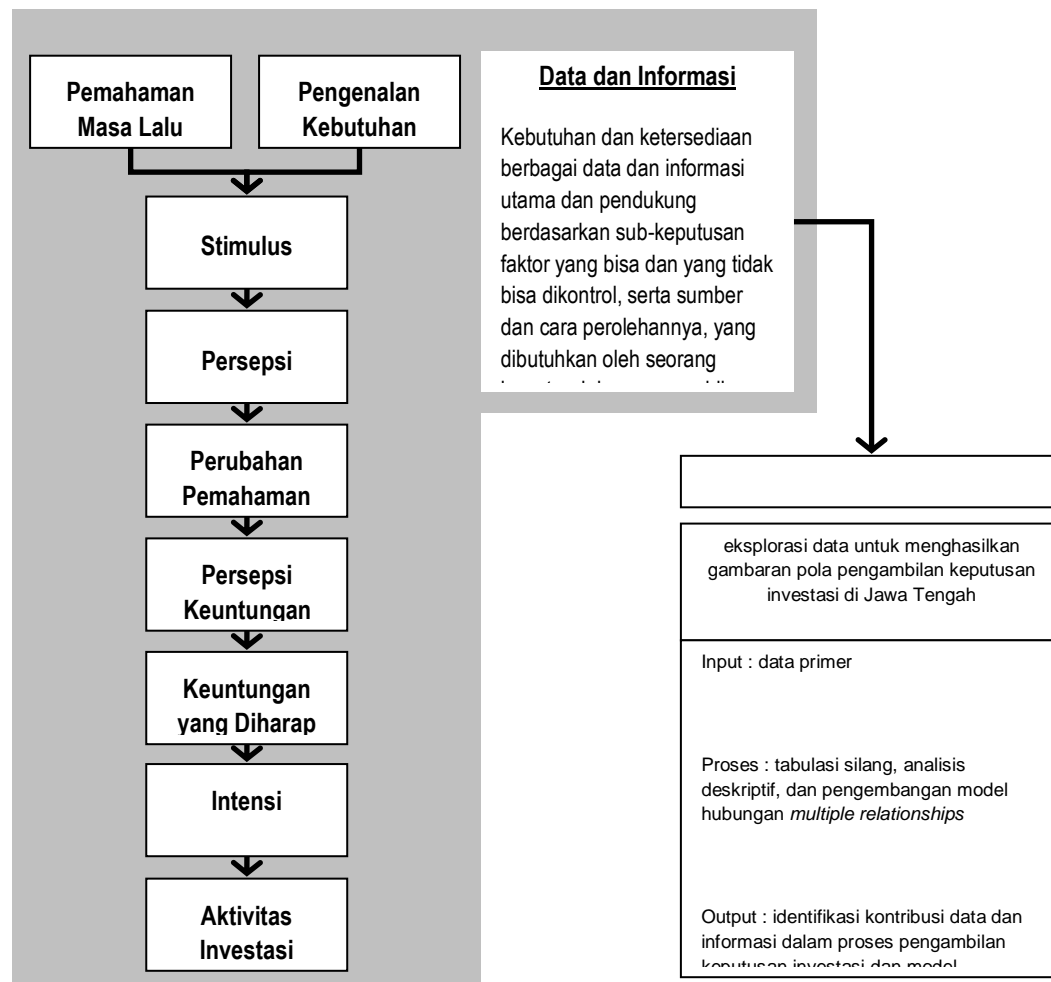 Pemahaman
Masa Lalu
Pengenalan
Kebutuhan
Stimulus
Persepsi
Perubahan
Pemahaman
Persepsi
Keuntungan
Keuntungan
yang Diharap
Intensi
Aktivitas
Investasi
Data dan Informasi
Kebutuhan dan ketersediaan
berbagai data dan informasi
utama dan pendukung
berdasarkan sub-keputusan
faktor yang bisa dan yang tidak
bisa dikontrol, serta sumber
dan cara perolehannya, yang
dibutuhkan oleh seorang
eksplorasi data untuk menghasilkan
gambaran pola pengambilan keputusan
investasi di Jawa Tengah
Input : data primer
Proses : tabulasi silang, analisis
deskriptif, dan pengembangan model
hubungan multiple relationships
Output : identifikasi kontribusi data dan
informasi dalam proses pengambilan
keputusan investasi dan model